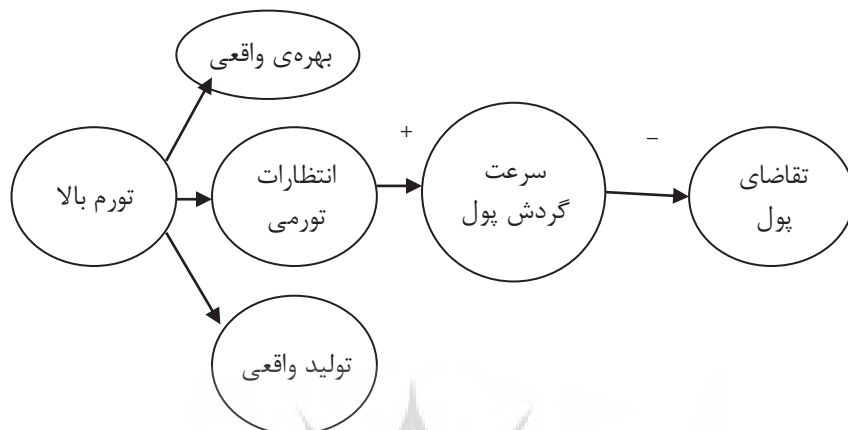 بهره‌ی واقعی
+
–
تورم بالا
انتظارات
تورمی
سرعت
گردش پول
تقاضای
پول
تولید واقعی